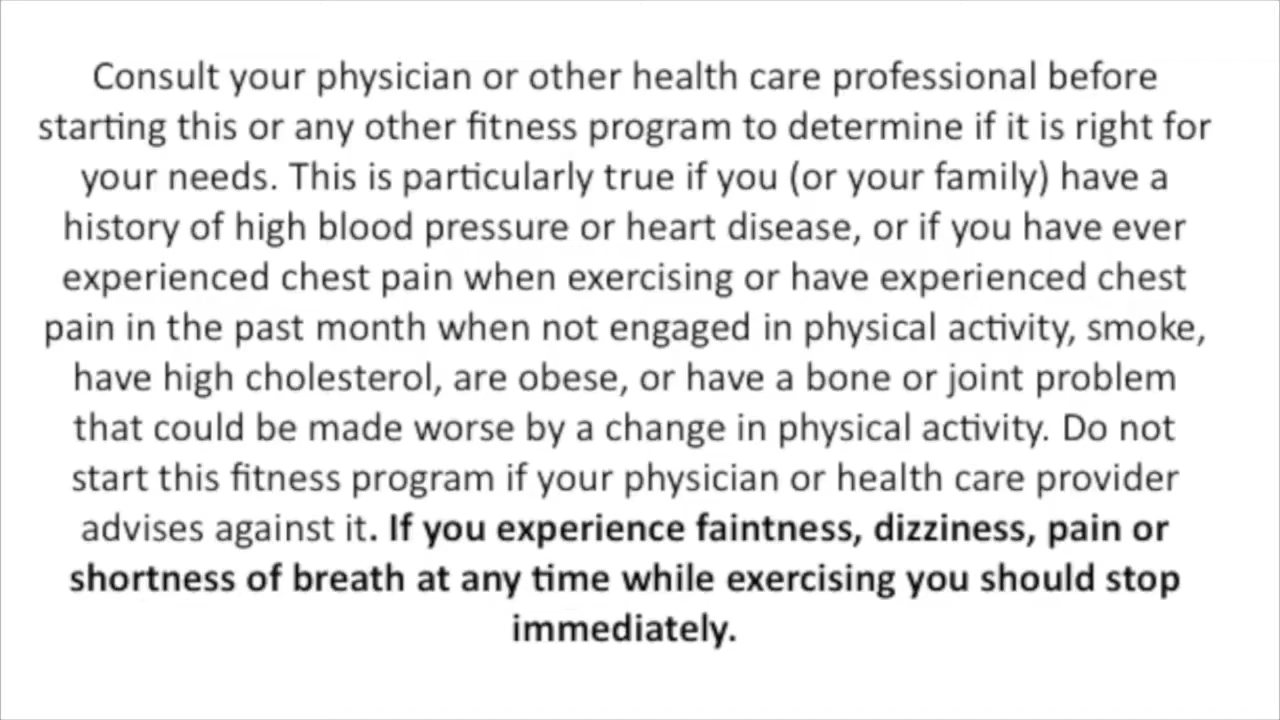 Consult your physician or other health care professional before
starting this or any other fitness program to determine if it is right for
your needs. This is particularly true if you (or your family) have a
history of high blood pressure or heart disease, or if you have ever
experienced chest pain when exercising or have experienced chest
pain in the past month when not engaged in physical activity, smoke,
have high cholesterol, are obese, or have a bone or joint problem
that could be made worse by a change in physical activity. Do not
start this fitness program if your physician or health care provider
advises against it. If you experience faintness, dizziness, pain or
shortness of breath at any time while exercising you should stop
immediately.